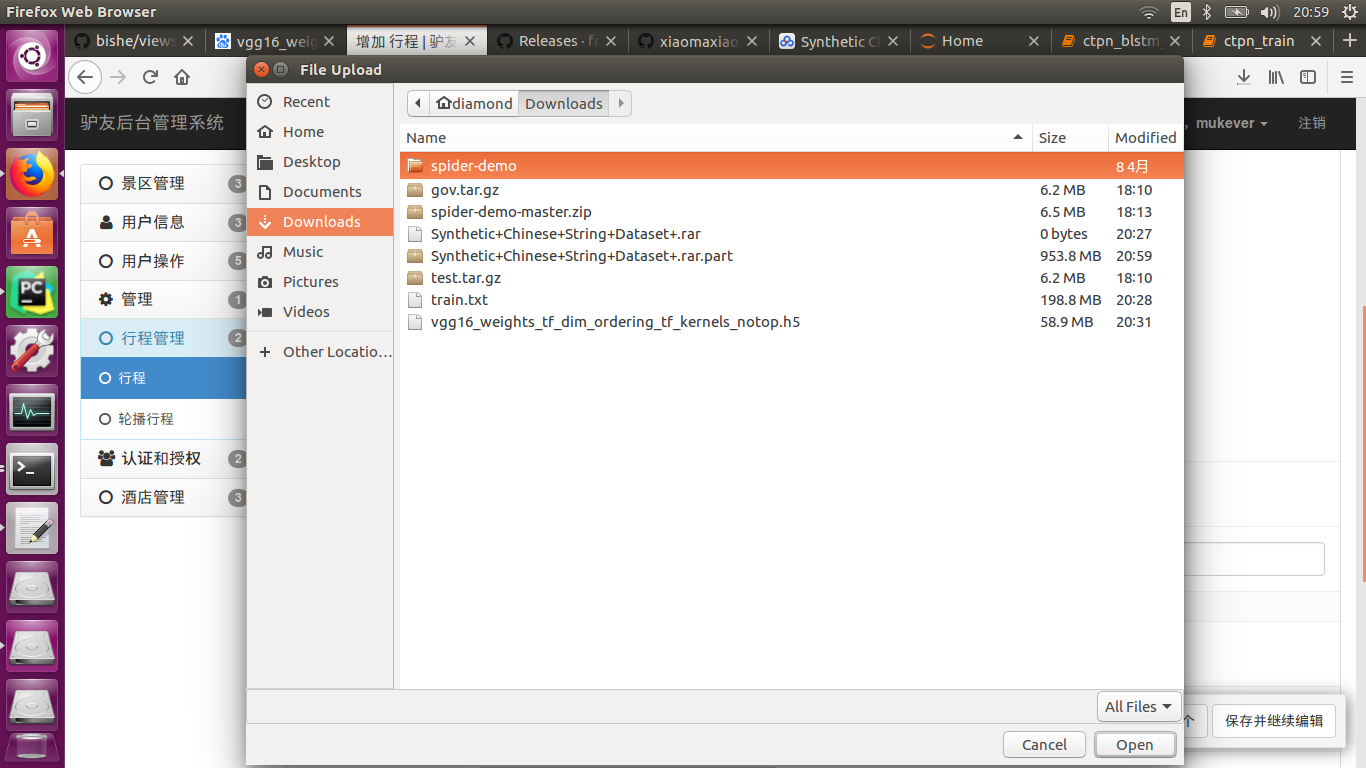 Firefox Web Browser
En
20:59
bishe/views
vgg16_weig
增加 行程 | 驴友
Releases · fo
xiaomaxiao
Synthetic Ch
Home
ctpn_blstm_
ctpn_train
File Upload
驴友后台管理系统
mukever
注销
景区管理 3
用户信息 3
用户操作 5
管理 1
行程管理 2
行程
轮播行程
认证和授权 2
酒店管理 3
Recent
Home
Desktop
Documents
Downloads
Music
Pictures
Videos
Other Locatio…
diamond
Downloads
Name Size Modified
spider-demo 8 4月
gov.tar.gz 6.2 MB 18:10
spider-demo-master.zip 6.5 MB 18:13
Synthetic+Chinese+String+Dataset+.rar 0 bytes 20:27
Synthetic+Chinese+String+Dataset+.rar.part 953.8 MB 20:59
test.tar.gz 6.2 MB 18:10
train.txt 198.8 MB 20:28
vgg16_weights_tf_dim_ordering_tf_kernels_notop.h5 58.9 MB 20:31
All Files
个
保存并继续编辑
Cancel
Open
PC